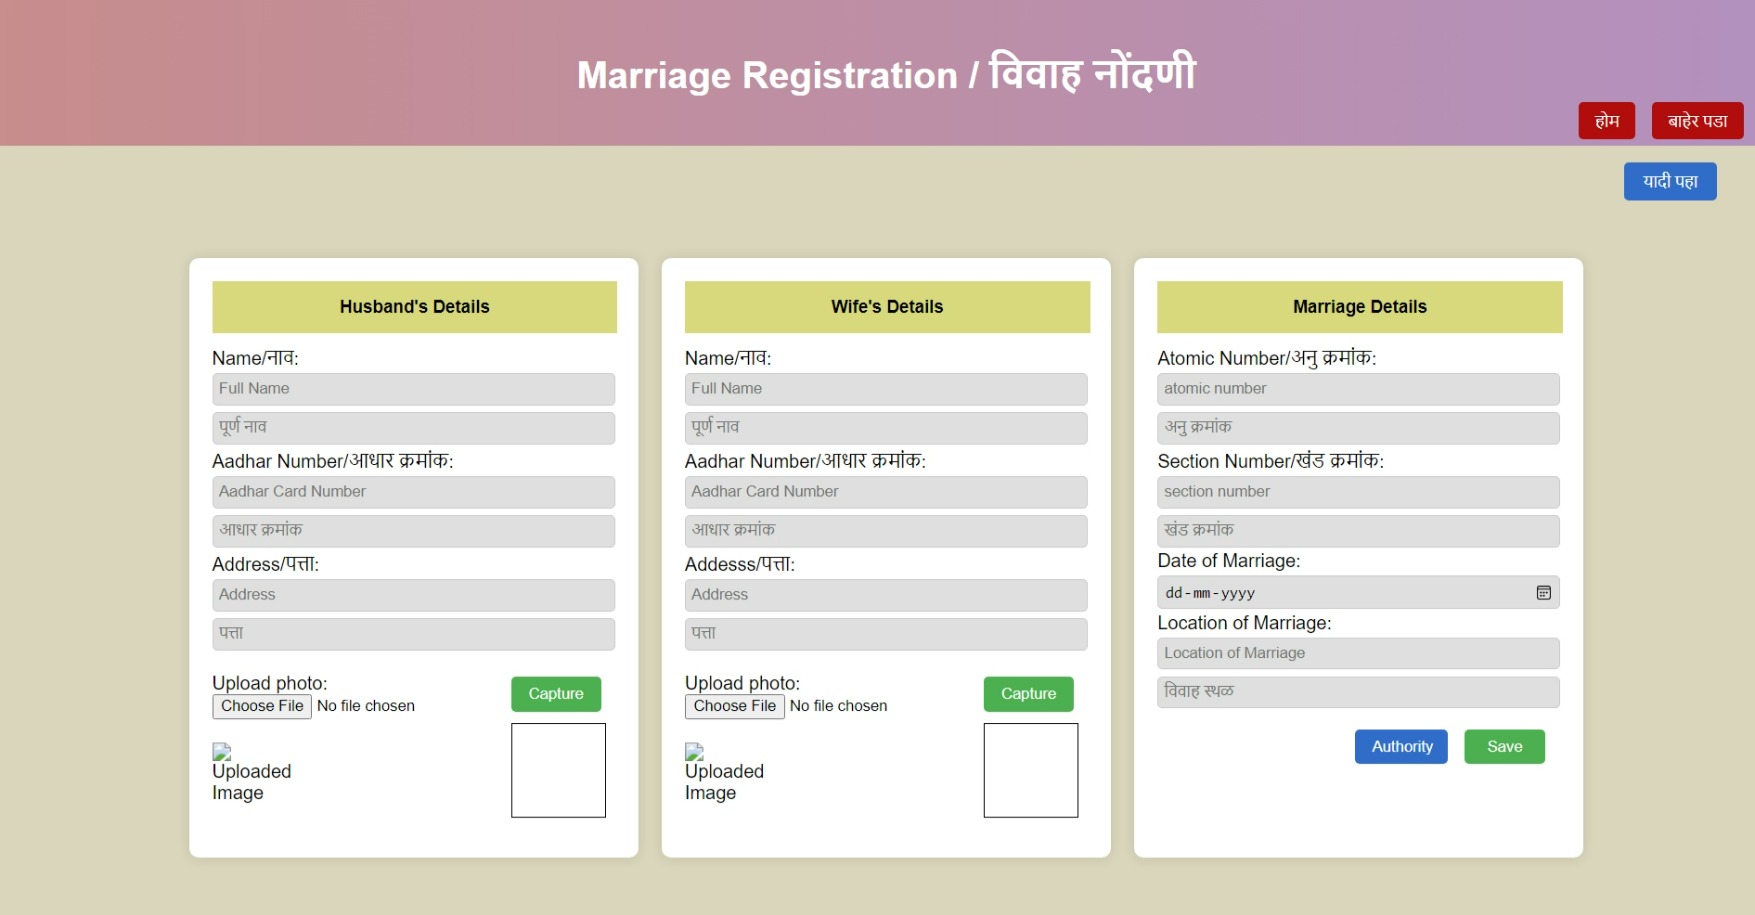 Marriage Registration / विवाह नोंदणी
होम
बाहेर पडा
यादी पहा
Husband's Details
Name/नाव:
Full Name
पूर्ण नाव
Aadhar Number/आधार क्रमांक:
Aadhar Card Number
आधार क्रमांक
Address/पत्ता:
Address
पत्ता
Upload photo:
Choose File No file chosen
Capture
Uploaded
Image
Wife's Details
Name/नाव:
Full Name
पूर्ण नाव
Aadhar Number/आधार क्रमांक:
Aadhar Card Number
आधार क्रमांक
Addesss/पत्ता:
Address
पत्ता
Upload photo:
Choose File No file chosen
Capture
Uploaded
Image
Marriage Details
Atomic Number/अनु क्रमांक:
atomic number
अनु क्रमांक
Section Number/खंड क्रमांक:
section number
खंड क्रमांक
Date of Marriage:
dd-mm-yyyy
Location of Marriage:
Location of Marriage
विवाह स्थळ
Authority
Save